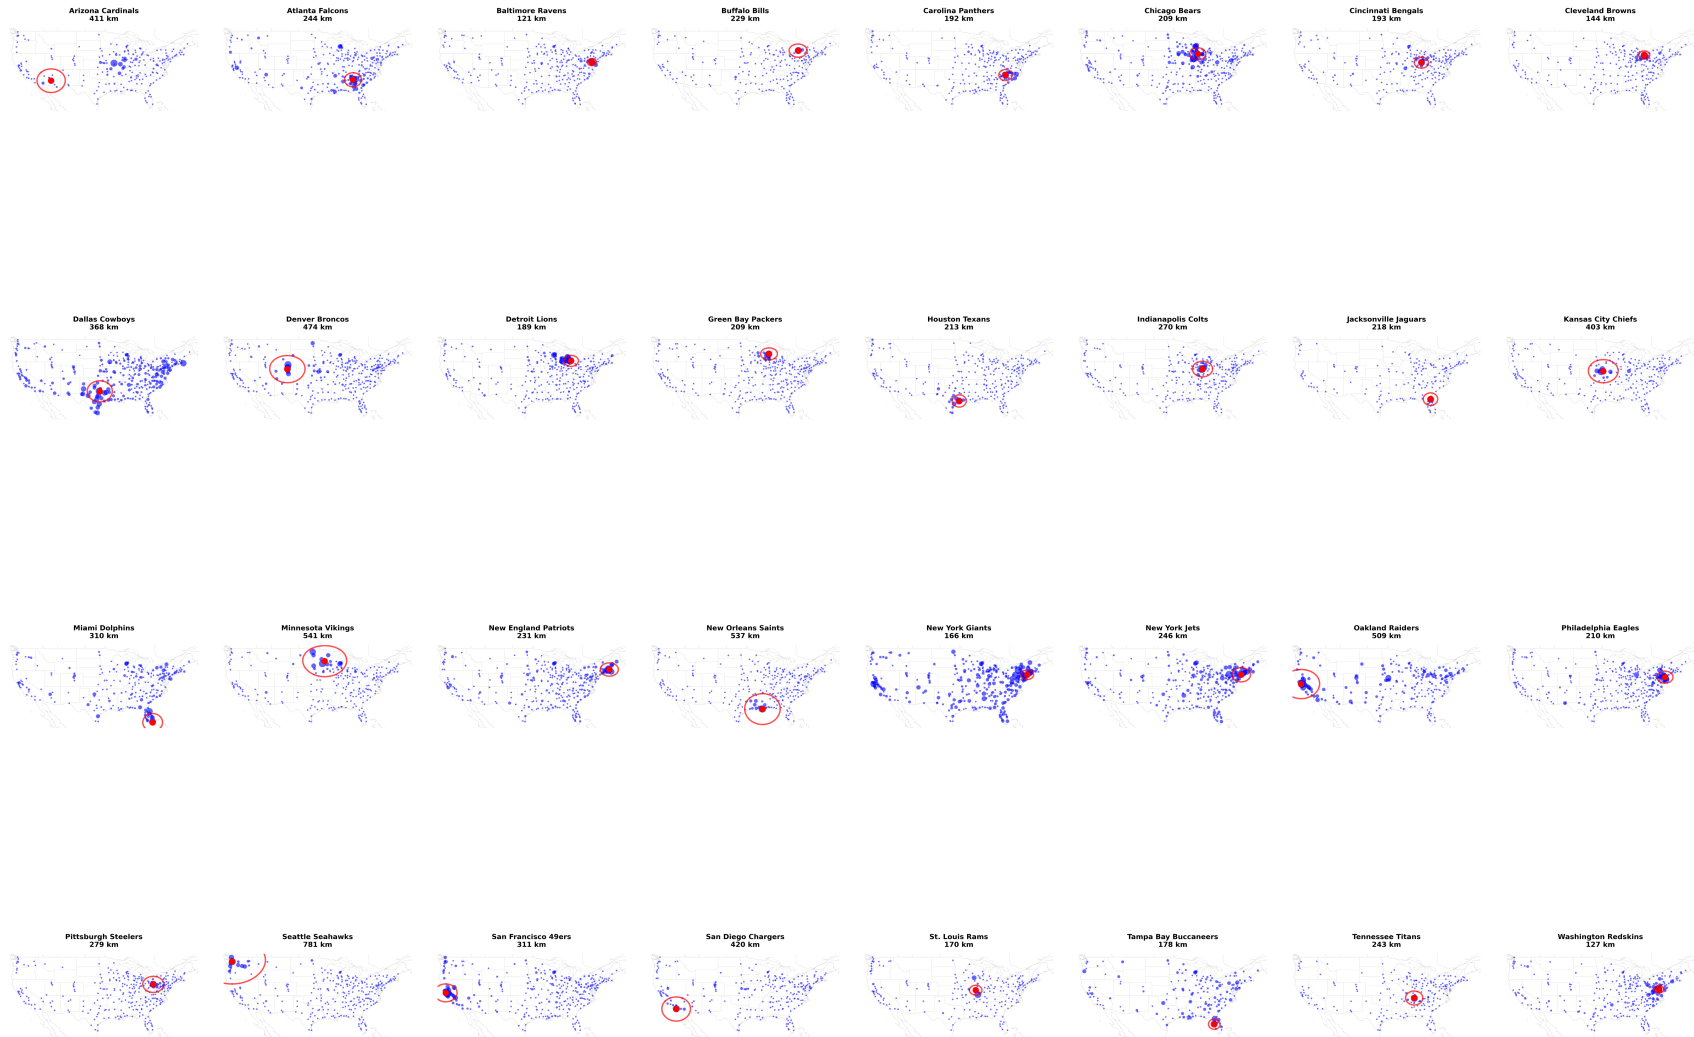 Arizona Cardinals
411 km
Atlanta Falcons
244 km
Baltimore Ravens
121 km
Buffalo Bills
229 km
Carolina Panthers
192 km
Chicago Bears
209 km
Cincinnati Bengals
193 km
Cleveland Browns
144 km
Dallas Cowboys
368 km
Denver Broncos
474 km
Detroit Lions
189 km
Green Bay Packers
209 km
Houston Texans
213 km
Indianapolis Colts
270 km
Jacksonville Jaguars
218 km
Kansas City Chiefs
403 km
Miami Dolphins
310 km
Minnesota Vikings
541 km
New England Patriots
231 km
New Orleans Saints
537 km
New York Giants
166 km
New York Jets
246 km
Oakland Raiders
509 km
Philadelphia Eagles
210 km
Pittsburgh Steelers
279 km
Seattle Seahawks
781 km
San Francisco 49ers
311 km
San Diego Chargers
420 km
St. Louis Rams
170 km
Tampa Bay Buccaneers
178 km
Tennessee Titans
243 km
Washington Redskins
127 km